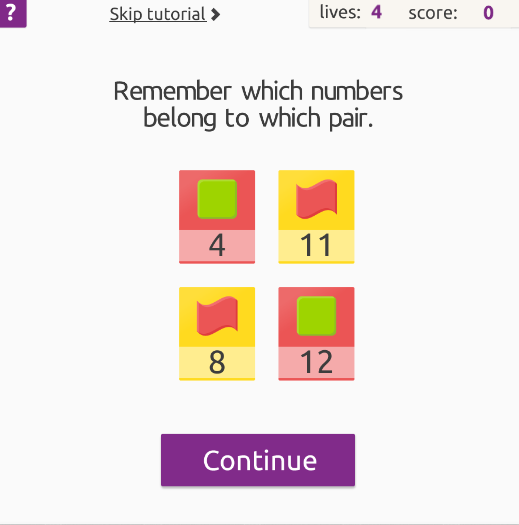 ?
Skip tutorial
lives: 4 score: 0
Remember which numbers
belong to which pair.
4 11
8 12
Continue